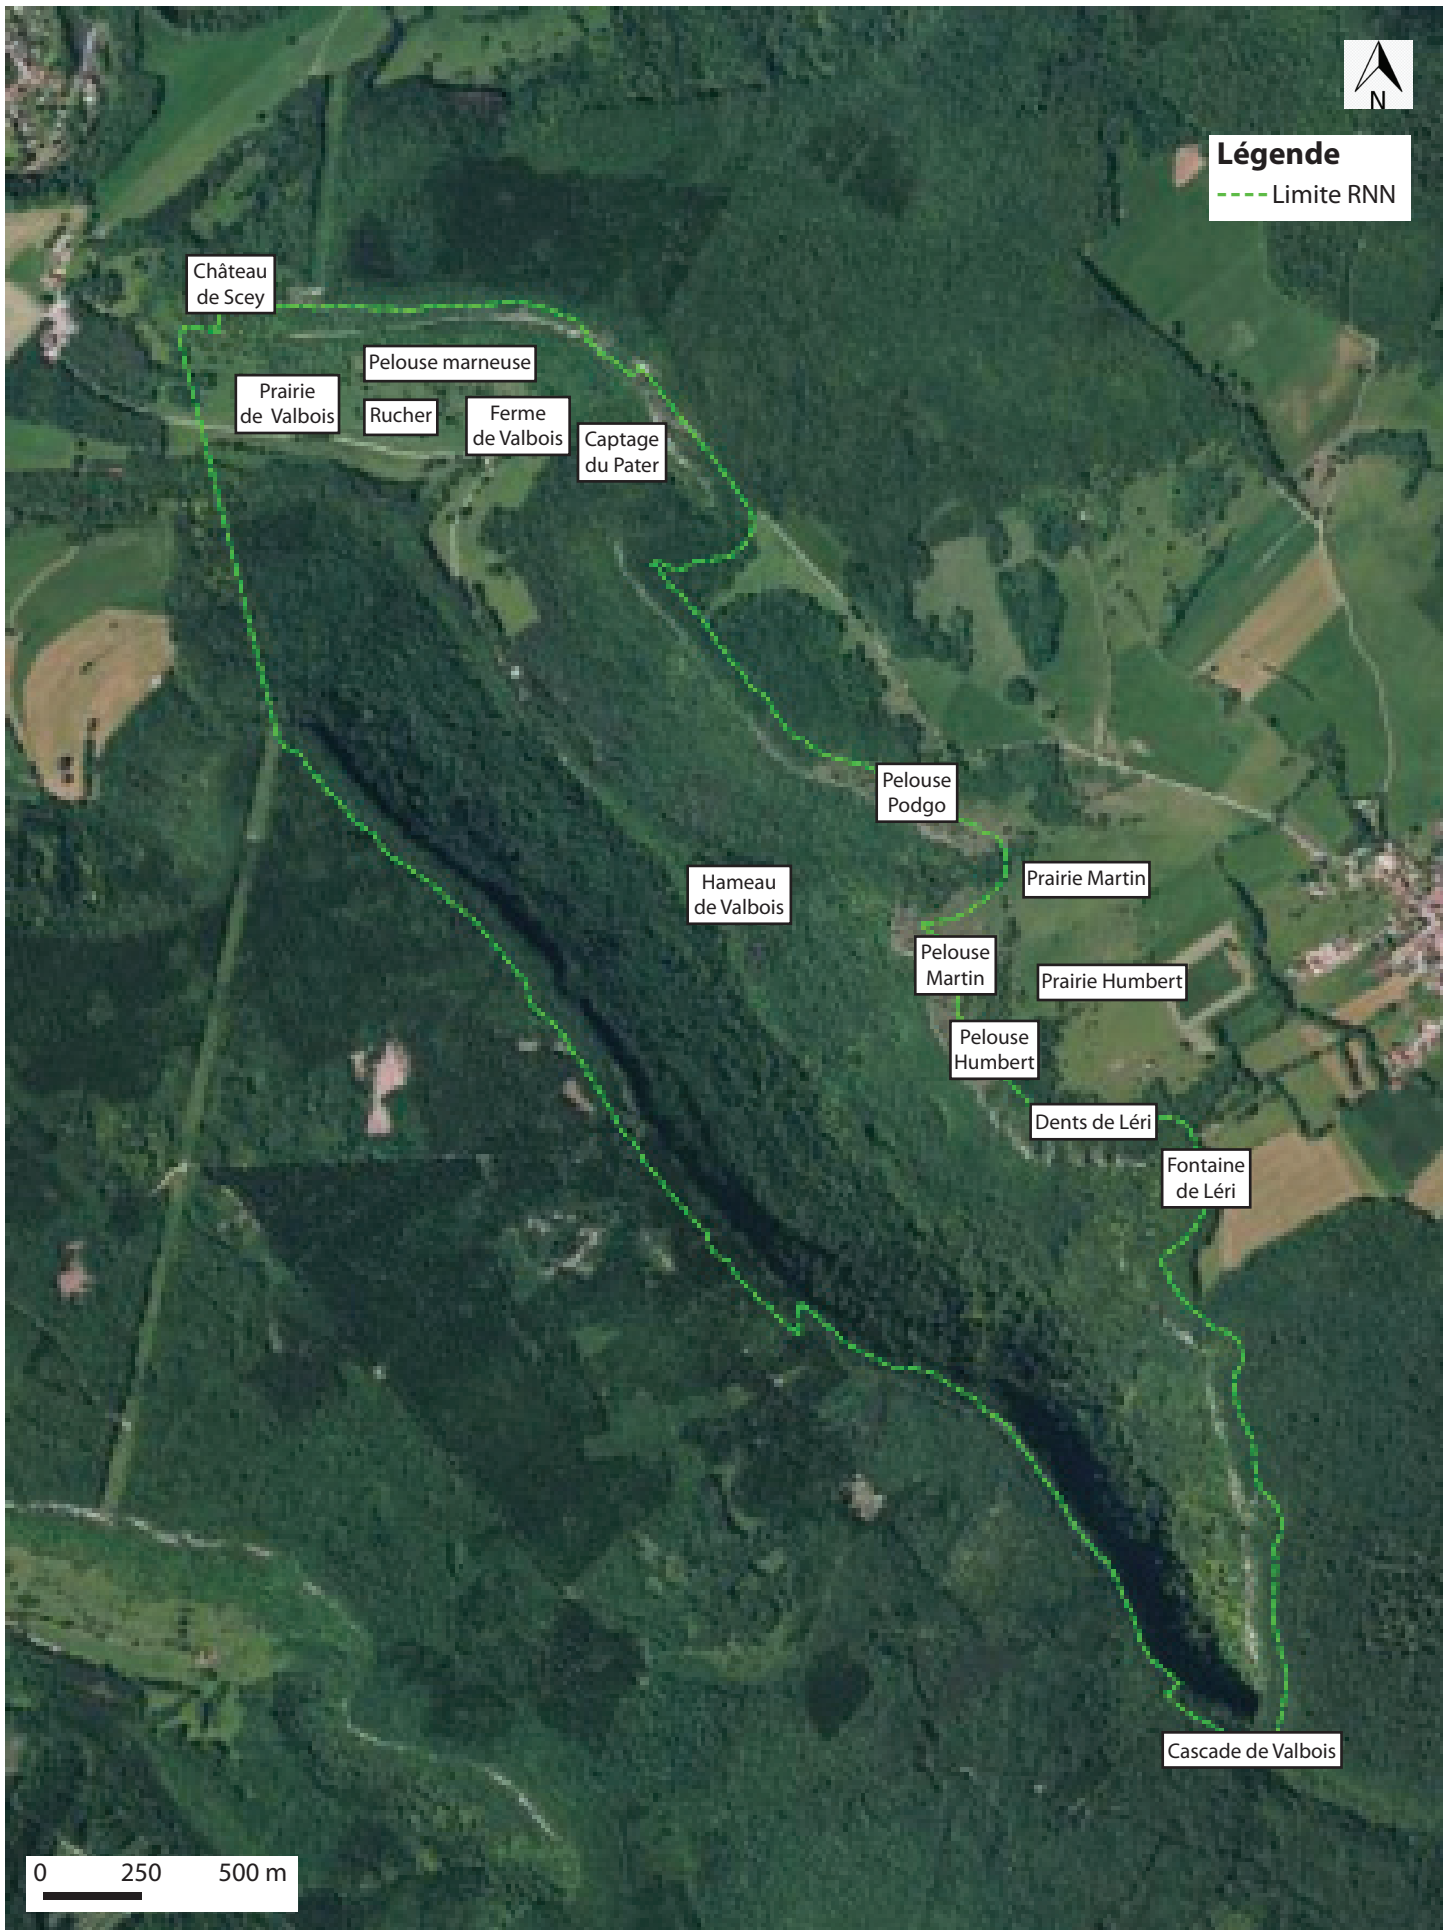 N
Légende
Limite RNN
Château
de Scey
Pelouse marneuse
Prairie
de Valbois
Rucher
Ferme
de Valbois
Captage
du Pater
Pelouse
Podgo
Hameau
de Valbois
Prairie Martin
Pelouse
Martin
Prairie Humbert
Pelouse
Humbert
Dents de Léri
Fontaine
de Léri
Cascade de Valbois
0 250 500 m